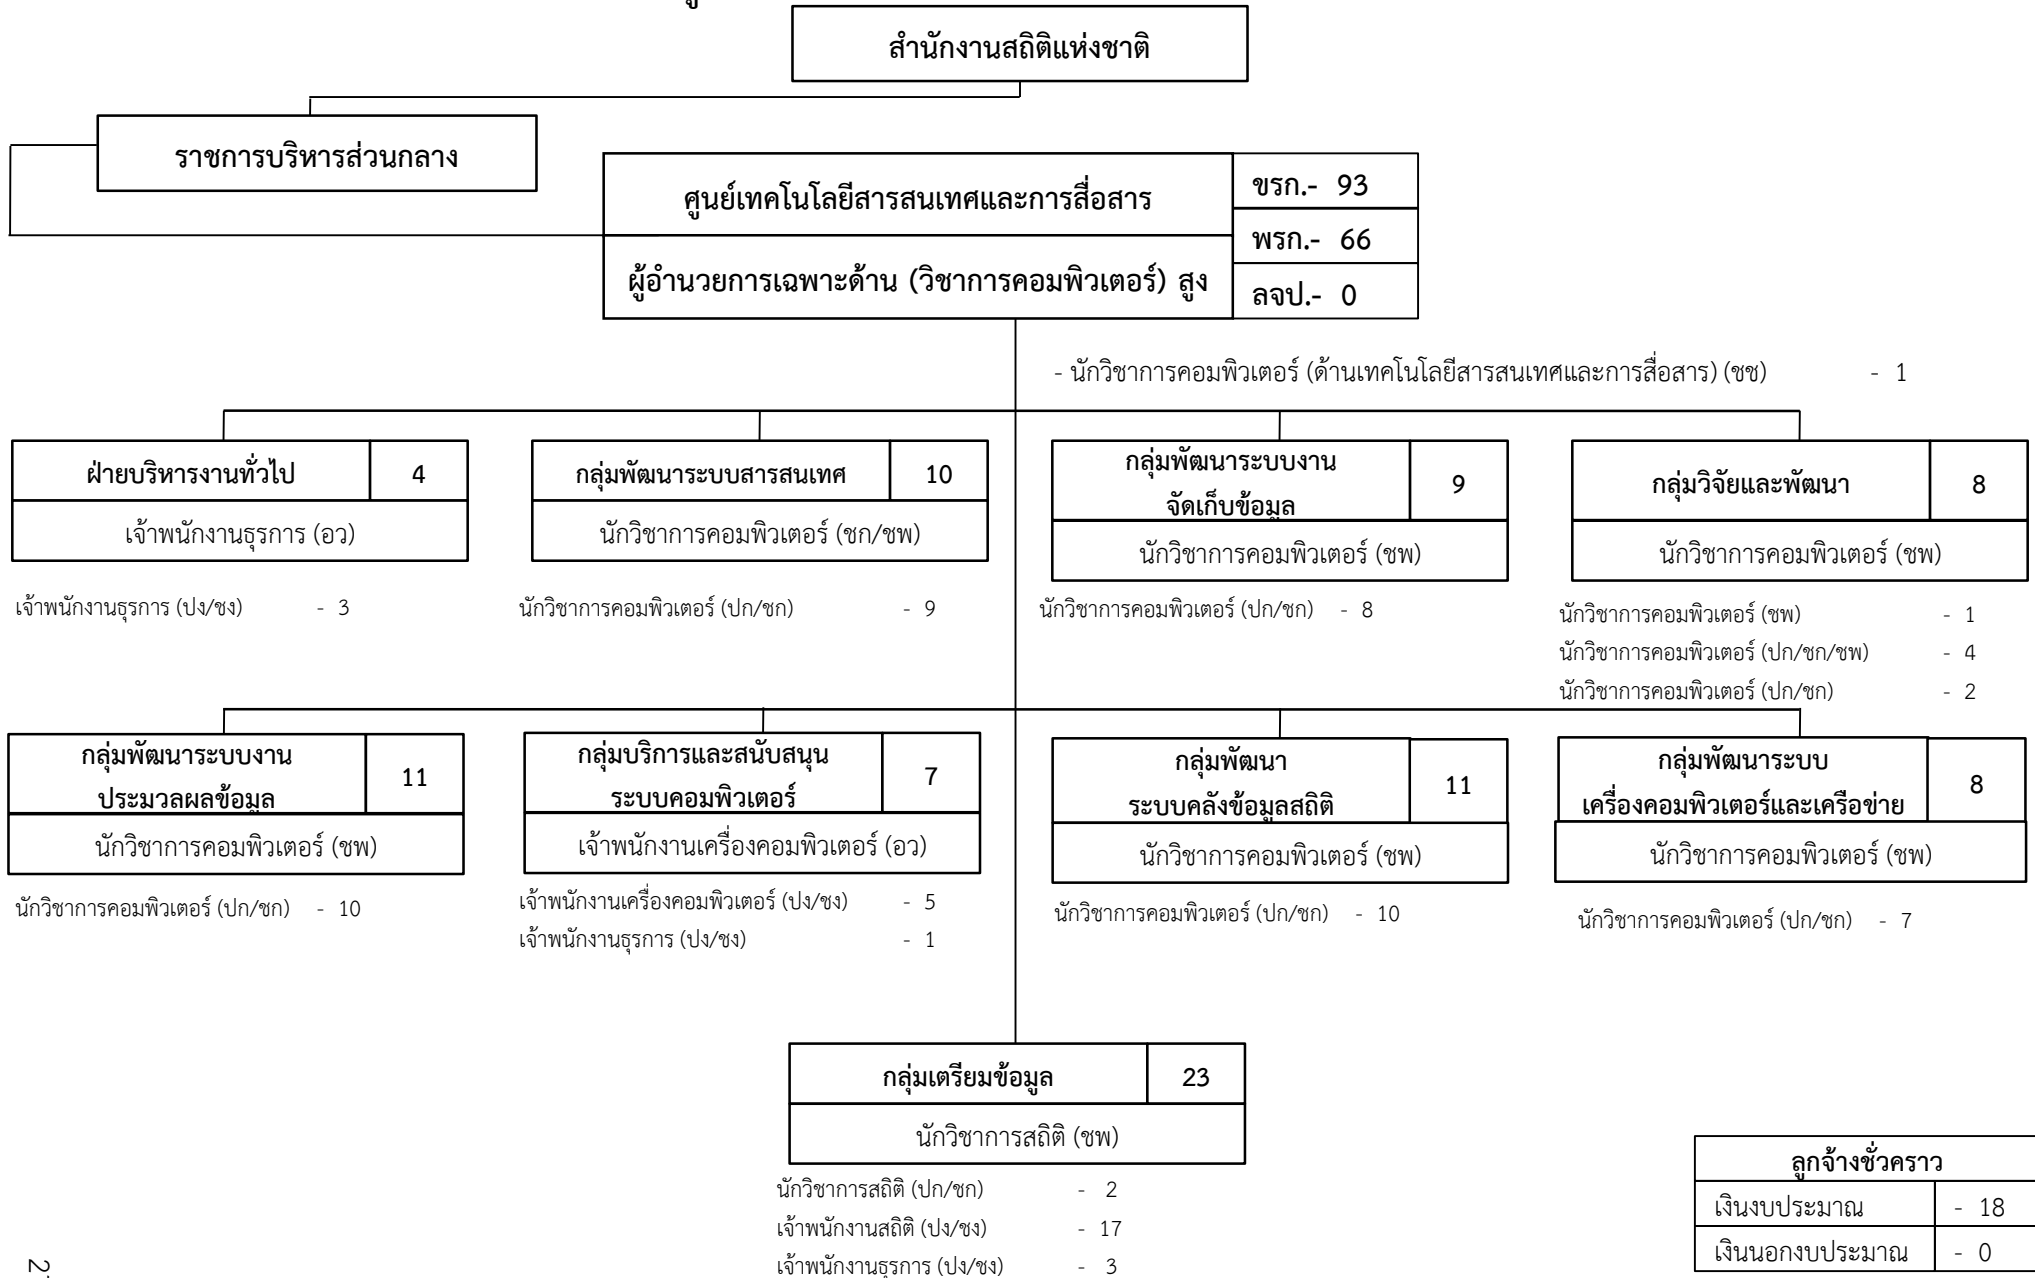 สำนักงานสถิติแห่งชาติ
ราชการบริหารส่วนกลาง
ศูนย์เทคโนโลยีสารสนเทศและการสื่อสาร
ขรก.- 93
พรก.- 66
ผู้อำนวยการเฉพาะด้าน (วิชาการคอมพิวเตอร์) สูง
ลจป.- 0
- นักวิชาการคอมพิวเตอร์ (ด้านเทคโนโลยีสารสนเทศและการสื่อสาร) (ชช) - 1
ฝ่ายบริหารงานทั่วไป 4
เจ้าพนักงานธุรการ (อว)
เจ้าพนักงานธุรการ (ปง/ชง) - 3
กลุ่มพัฒนาระบบสารสนเทศ 10
นักวิชาการคอมพิวเตอร์ (ชก/ชพ)
นักวิชาการคอมพิวเตอร์ (ปก/ชก) - 9
กลุ่มพัฒนาระบบงาน
จัดเก็บข้อมูล 9
นักวิชาการคอมพิวเตอร์ (ชพ)
นักวิชาการคอมพิวเตอร์ (ปก/ชก) - 8
กลุ่มวิจัยและพัฒนา 8
นักวิชาการคอมพิวเตอร์ (ชพ)
นักวิชาการคอมพิวเตอร์ (ชพ) - 1
นักวิชาการคอมพิวเตอร์ (ปก/ชก/ชพ) - 4
นักวิชาการคอมพิวเตอร์ (ปก/ชก) - 2
กลุ่มพัฒนาระบบงาน
ประมวลผลข้อมูล 11
นักวิชาการคอมพิวเตอร์ (ชพ)
นักวิชาการคอมพิวเตอร์ (ปก/ชก) - 10
กลุ่มบริการและสนับสนุน
ระบบคอมพิวเตอร์ 7
เจ้าพนักงานเครื่องคอมพิวเตอร์ (อว)
เจ้าพนักงานเครื่องคอมพิวเตอร์ (ปง/ชง) - 5
เจ้าพนักงานธุรการ (ปง/ชง) - 1
กลุ่มพัฒนา
ระบบคลังข้อมูลสถิติ 11
นักวิชาการคอมพิวเตอร์ (ชพ)
นักวิชาการคอมพิวเตอร์ (ปก/ชก) - 10
กลุ่มพัฒนาระบบ
เครื่องคอมพิวเตอร์และเครือข่าย 8
นักวิชาการคอมพิวเตอร์ (ชพ)
นักวิชาการคอมพิวเตอร์ (ปก/ชก) - 7
กลุ่มเตรียมข้อมูล 23
นักวิชาการสถิติ (ชพ)
นักวิชาการสถิติ (ปก/ชก) - 2
เจ้าพนักงานสถิติ (ปง/ชง) - 17
เจ้าพนักงานธุรการ (ปง/ชง) - 3
ลูกจ้างชั่วคราว
เงินงบประมาณ - 18
เงินนอกงบประมาณ - 0